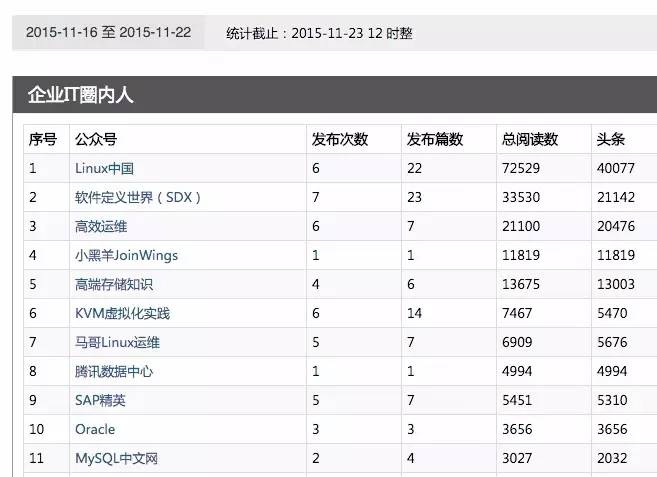 2015-11-16 至 2015-11-22 统计截止：2015-11-23 12 时整
企业IT圈内人
序号 公众号 发布次数 发布篇数 总阅读数 头条
1 Linux中国 6 22 72529 40077
2 软件定义世界（SDX） 7 23 33530 21142
3 高效运维 6 7 21100 20476
4 小黑羊JoinWings 1 1 11819 11819
5 高端存储知识 4 6 13675 13003
6 KVM虚拟化实践 6 14 7467 5470
7 马哥Linux运维 5 7 6909 5676
8 腾讯数据中心 1 1 4994 4994
9 SAP精英 5 7 5451 5310
10 Oracle 3 3 3656 3656
11 MySQL中文网 2 4 3027 2032